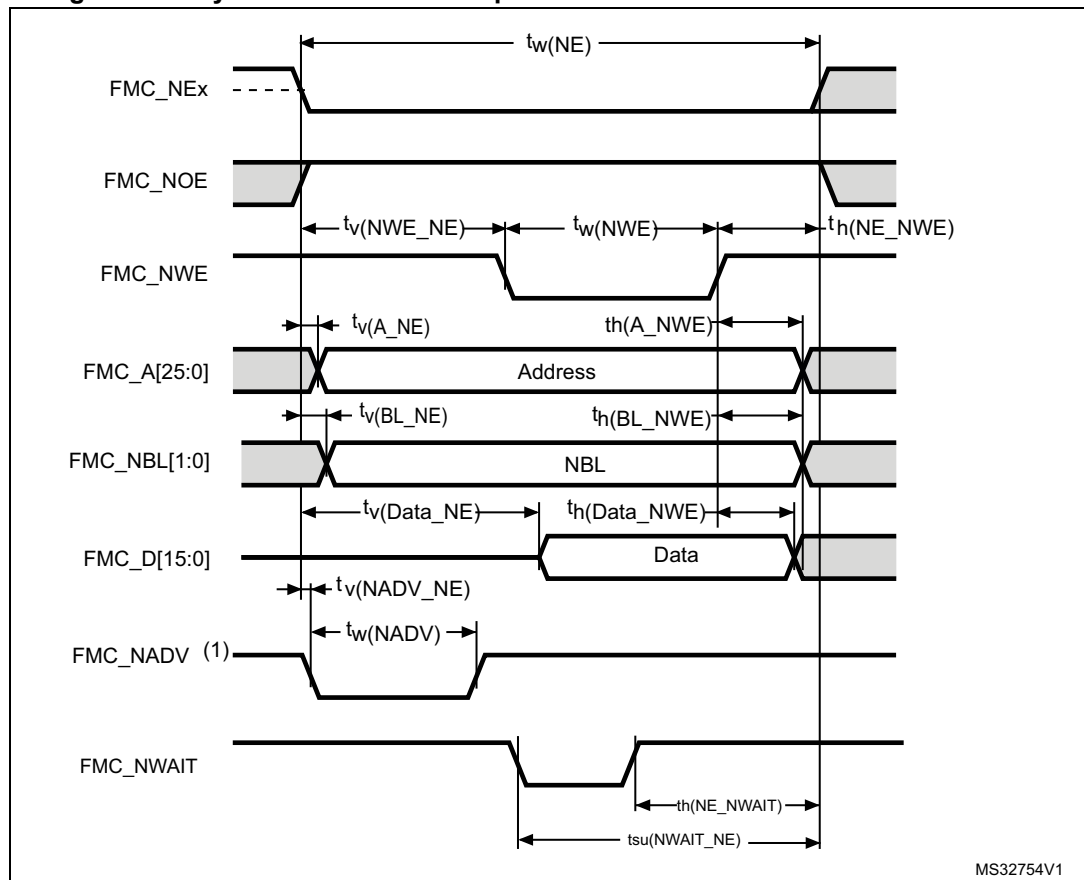 tw(NE)
FMC_NEx
FMC_NOE
tv(NWE_NE) tw(NWE) t h(NE_NWE)
FMC_NWE
tv(A_NE) th(A_NWE)
FMC_A[25:0] Address
tv(BL_NE) th(BL_NWE)
FMC_NBL[1:0] NBL
tv(Data_NE) th(Data_NWE)
FMC_D[15:0] Data
tv(NADV_NE)
tw(NADV)
FMC_NADV (1)
FMC_NWAIT
th(NE_NWAIT)
tsu(NWAIT_NE)
MS32754V1